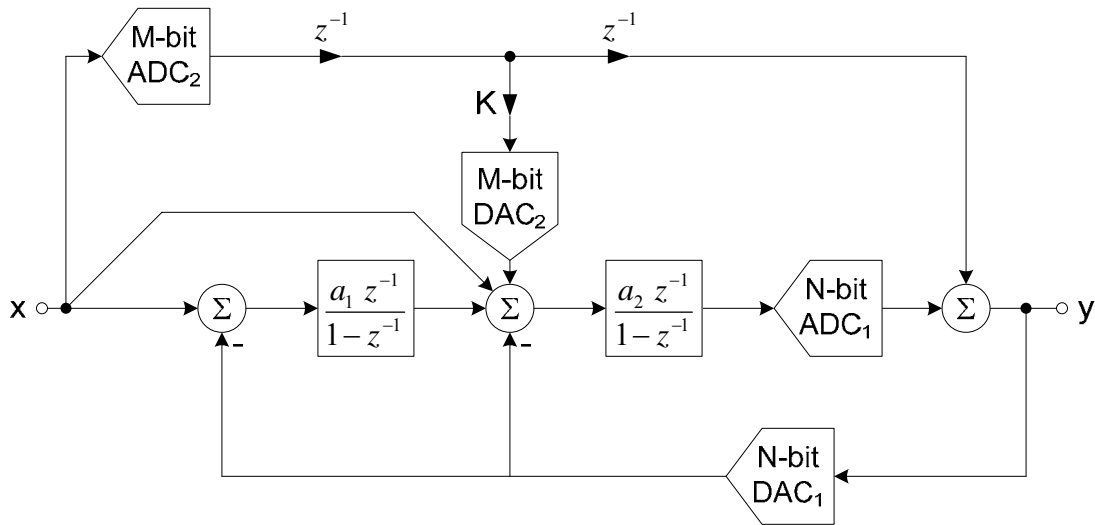 M-bit
ADC₂
z⁻¹
z⁻¹
K
M-bit
DAC₂
x
Σ
-
a₁ z⁻¹
1 − z⁻¹
Σ
-
a₂ z⁻¹
1 − z⁻¹
N-bit
ADC₁
Σ
y
N-bit
DAC₁